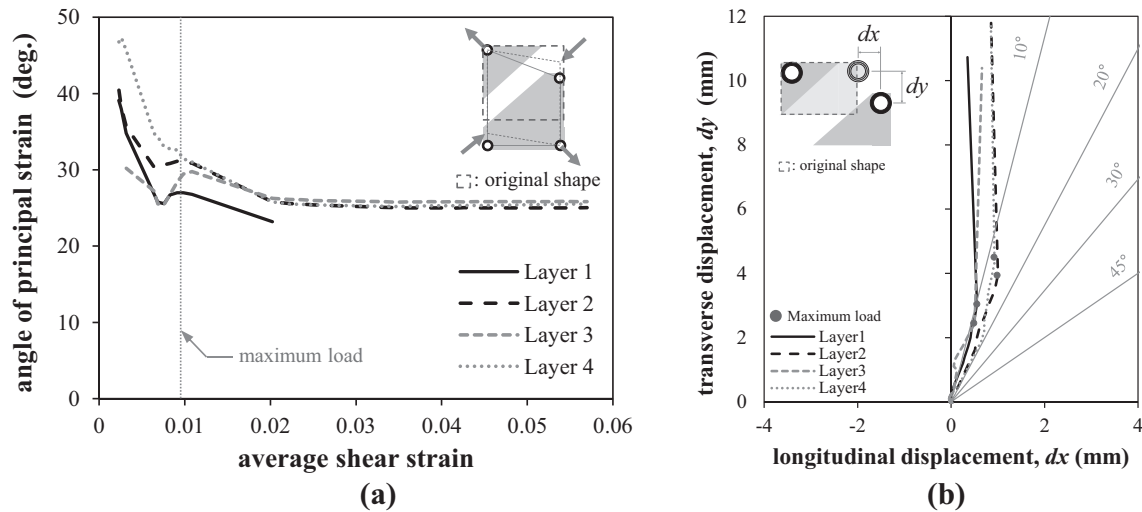 angle of principal strain (deg.)
50
40
30
20
10
0
0
0.01
0.02
0.03
0.04
0.05
0.06
average shear strain
: original shape
Layer 1
Layer 2
Layer 3
Layer 4
maximum load
(a)
transverse displacement, dy (mm)
12
10
8
6
4
2
0
-4
-2
0
2
4
longitudinal displacement, dx (mm)
dx
dy
: original shape
10°
20°
30°
45°
Maximum load
Layer1
Layer2
Layer3
Layer4
(b)